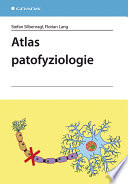 GRADA
Stefan Silbernagl, Florian Lang
Atlas
patofyziologie